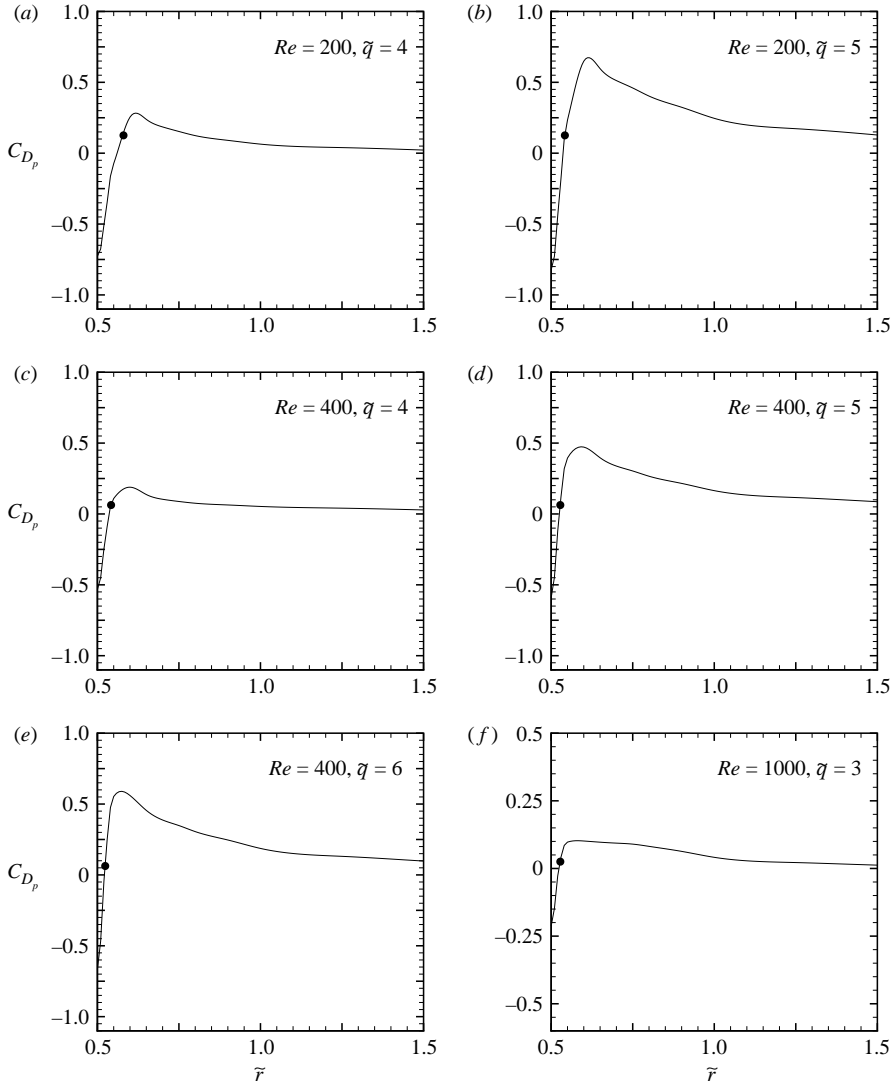 (a)
(b)
1.0
Re = 200, q̃ = 4
0.5
C_{D_p}
0
–0.5
–1.0
0.5 1.0 1.5
1.0
Re = 200, q̃ = 5
0.5
0
–0.5
–1.0
0.5 1.0 1.5
(c)
(d)
1.0
Re = 400, q̃ = 4
0.5
C_{D_p}
0
–0.5
–1.0
0.5 1.0 1.5
1.0
Re = 400, q̃ = 5
0.5
0
–0.5
–1.0
0.5 1.0 1.5
(e)
(f)
1.0
Re = 400, q̃ = 6
0.5
C_{D_p}
0
–0.5
–1.0
0.5 1.0 1.5
r̃
0.5
Re = 1000, q̃ = 3
0.25
0
–0.25
–0.5
0.5 1.0 1.5
r̃